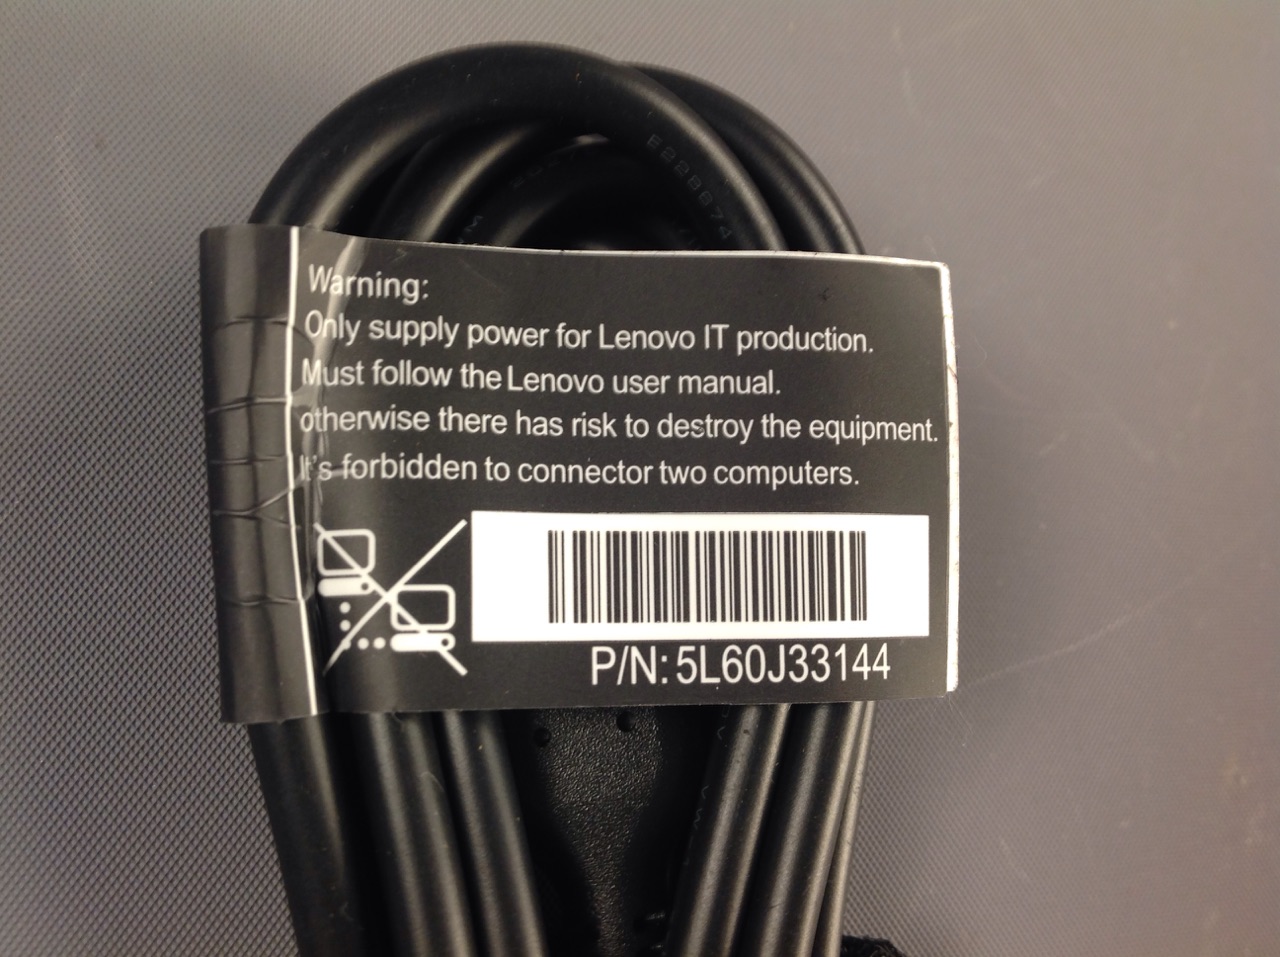 E228874
Warning:
Only supply power for Lenovo IT production.
Must follow the Lenovo user manual.
otherwise there has risk to destroy the equipment.
It's forbidden to connector two computers.
P/N: 5L60J33144